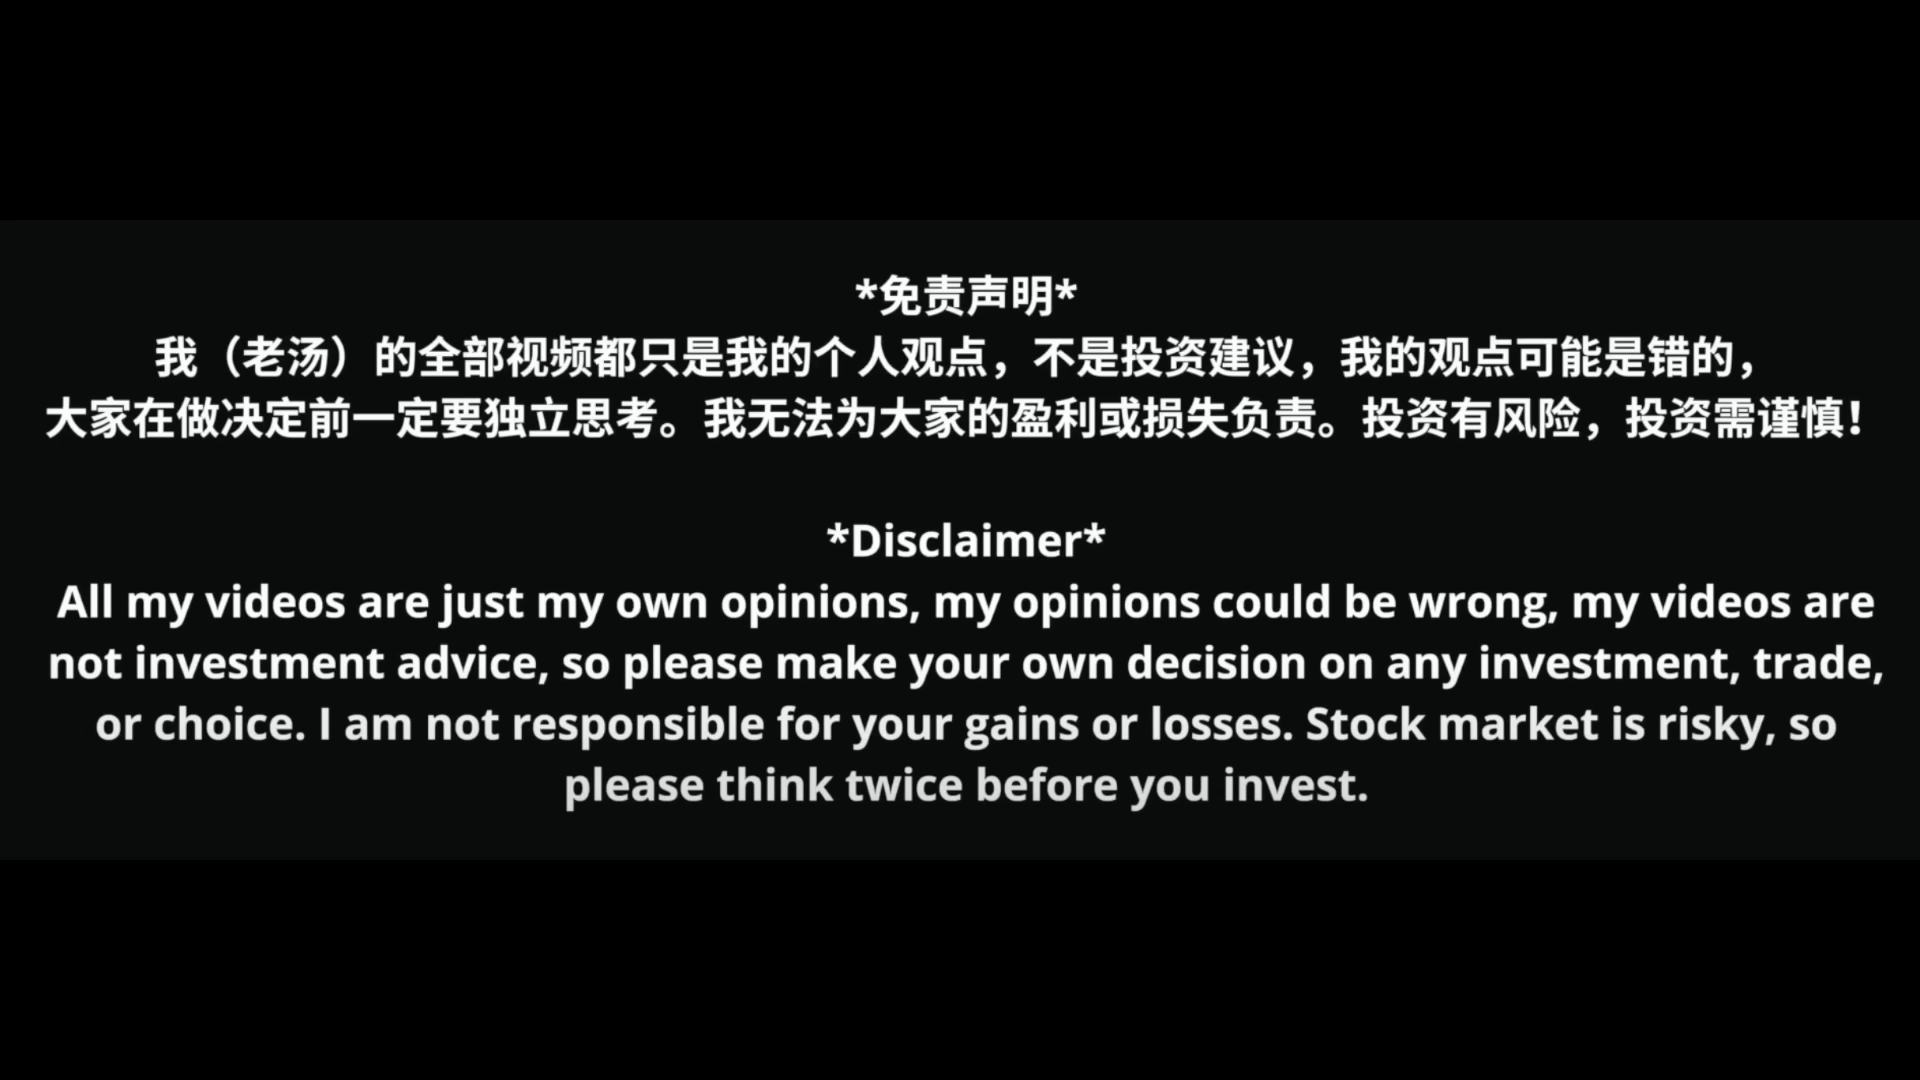 *免责声明*
我（老汤）的全部视频都只是我的个人观点，不是投资建议，我的观点可能是错的，
大家在做决定前一定要独立思考。我无法为大家的盈利或损失负责。投资有风险，投资需谨慎！
*Disclaimer*
All my videos are just my own opinions, my opinions could be wrong, my videos are
not investment advice, so please make your own decision on any investment, trade,
or choice. I am not responsible for your gains or losses. Stock market is risky, so
please think twice before you invest.